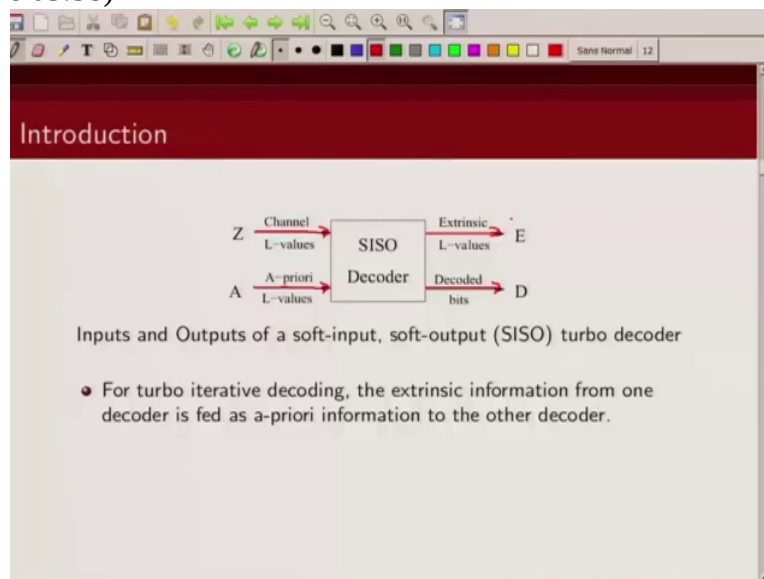 T
Sans Normal 12
Introduction
Z Channel L-values
SISO Decoder
Extrinsic L-values E
A A-priori L-values
Decoded bits D
Inputs and Outputs of a soft-input, soft-output (SISO) turbo decoder
For turbo iterative decoding, the extrinsic information from one
decoder is fed as a-priori information to the other decoder.